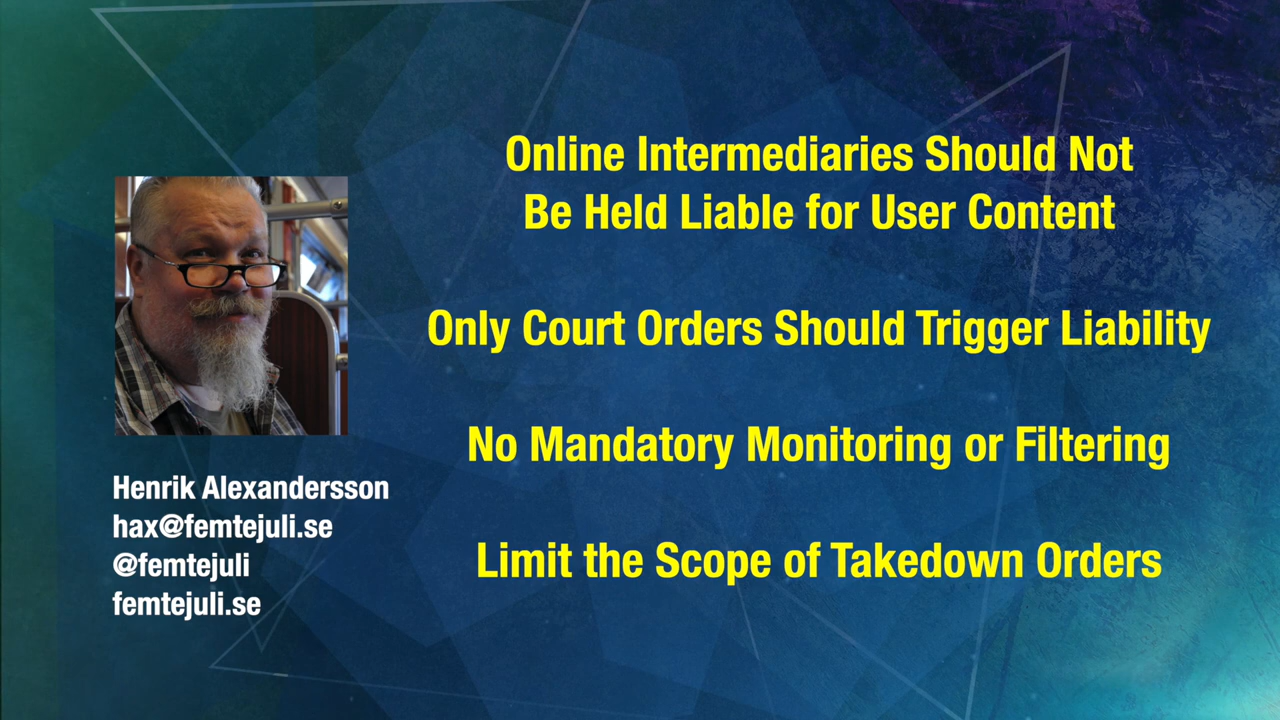 Online Intermediaries Should Not
Be Held Liable for User Content
Only Court Orders Should Trigger Liability
No Mandatory Monitoring or Filtering
Limit the Scope of Takedown Orders
Henrik Alexandersson
hax@femtejuli.se
@femtejuli
femtejuli.se